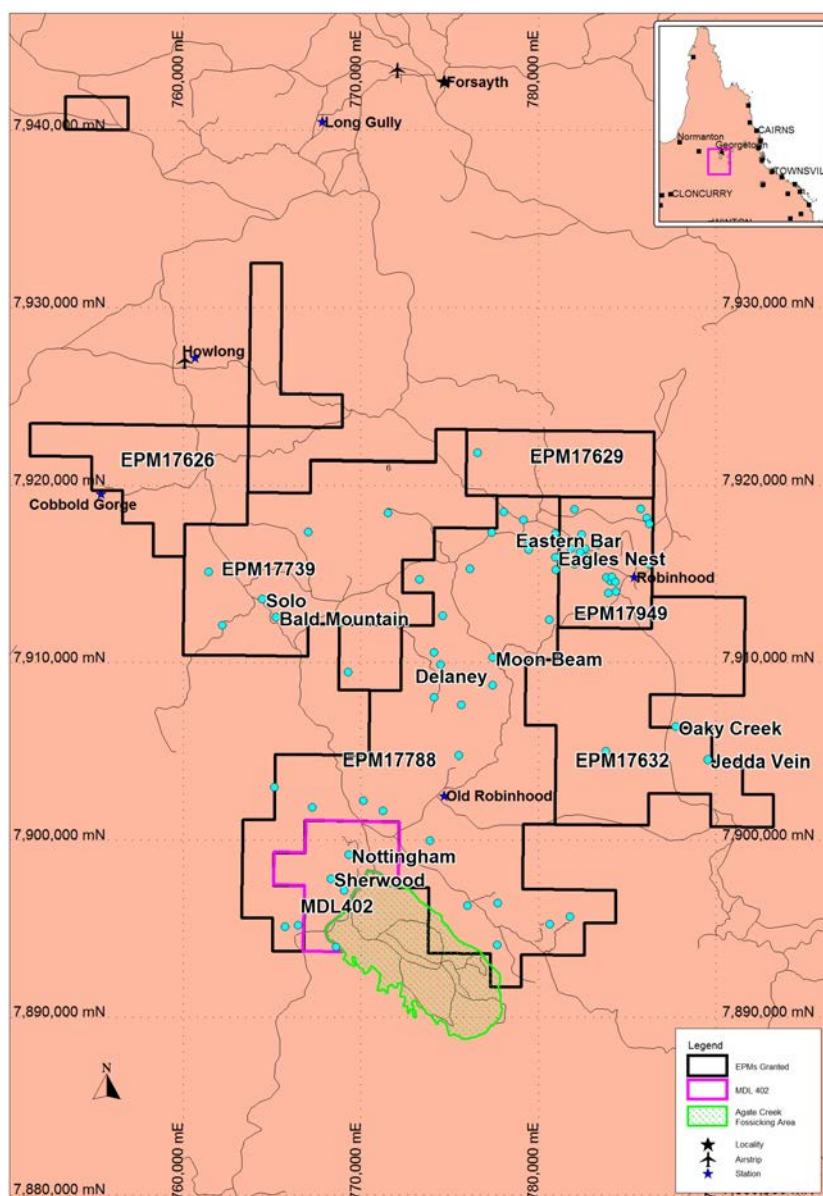 760,000 mE
770,000 mE
780,000 mE
Forsayth
Long Gully
7,940,000 mN
Normanton
Georgetown
CAIRNS
TOWNSVIL
CLONCURRY
7,930,000 mN
7,930,000 mN
Howlong
EPM17626
EPM17629
6
7,920,000 mN
7,920,000 mN
Cobbold Gorge
Eastern Bar
Eagles Nest
EPM17739
Robinhood
Solo
EPM17949
Bald Mountain
7,910,000 mN
7,910,000 mN
Moon Beam
Delaney
Oaky Creek
EPM17788
EPM17632
Jedda Vein
Old Robinhood
7,900,000 mN
7,900,000 mN
Nottingham
Sherwood
MDL402
7,890,000 mN
7,890,000 mN
Legend
EPMs Granted
MDL 402
Agate Creek
Fossicking Area
Locality
Airstrip
Station
N
760,000 mE
770,000 mE
780,000 mE
7,880,000 mN